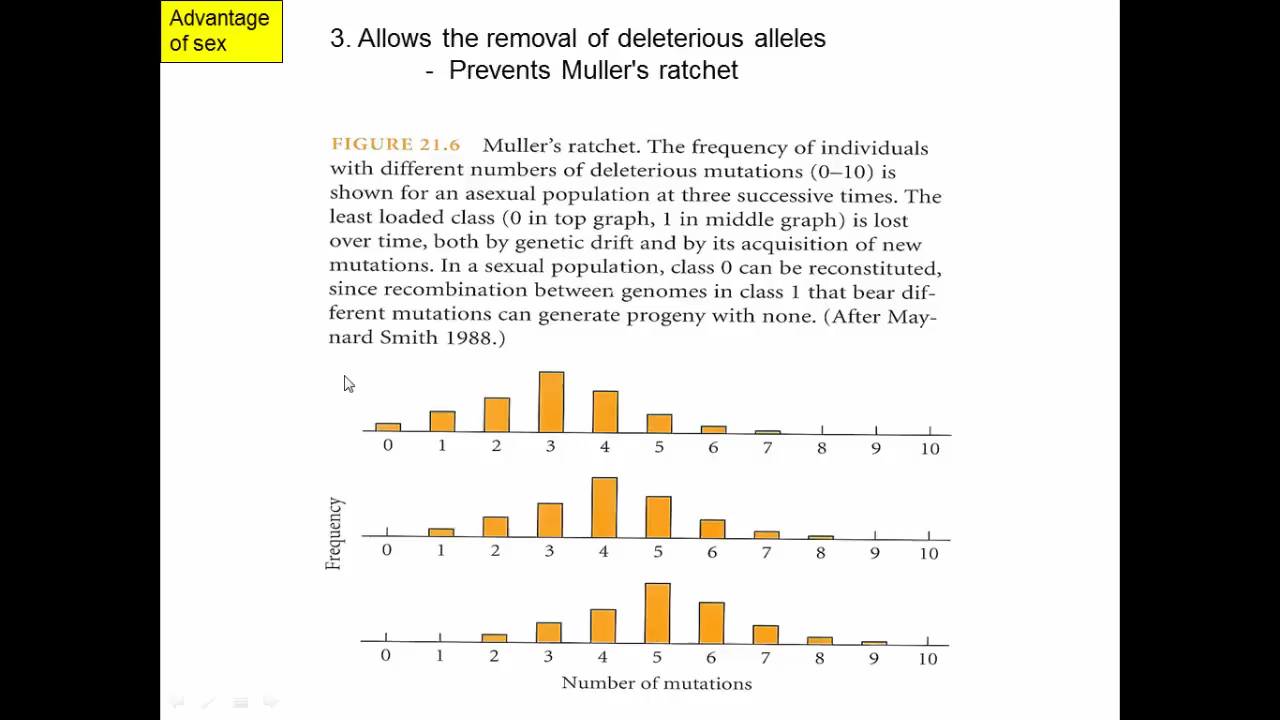 Advantage
of sex
3. Allows the removal of deleterious alleles
- Prevents Muller's ratchet
FIGURE 21.6 Muller's ratchet. The frequency of individuals
with different numbers of deleterious mutations (0–10) is
shown for an asexual population at three successive times. The
least loaded class (0 in top graph, 1 in middle graph) is lost
over time, both by genetic drift and by its acquisition of new
mutations. In a sexual population, class 0 can be reconstituted,
since recombination between genomes in class 1 that bear dif-
ferent mutations can generate progeny with none. (After May-
nard Smith 1988.)
0 1 2 3 4 5 6 7 8 9 10
Frequency
0 1 2 3 4 5 6 7 8 9 10
0 1 2 3 4 5 6 7 8 9 10
Number of mutations